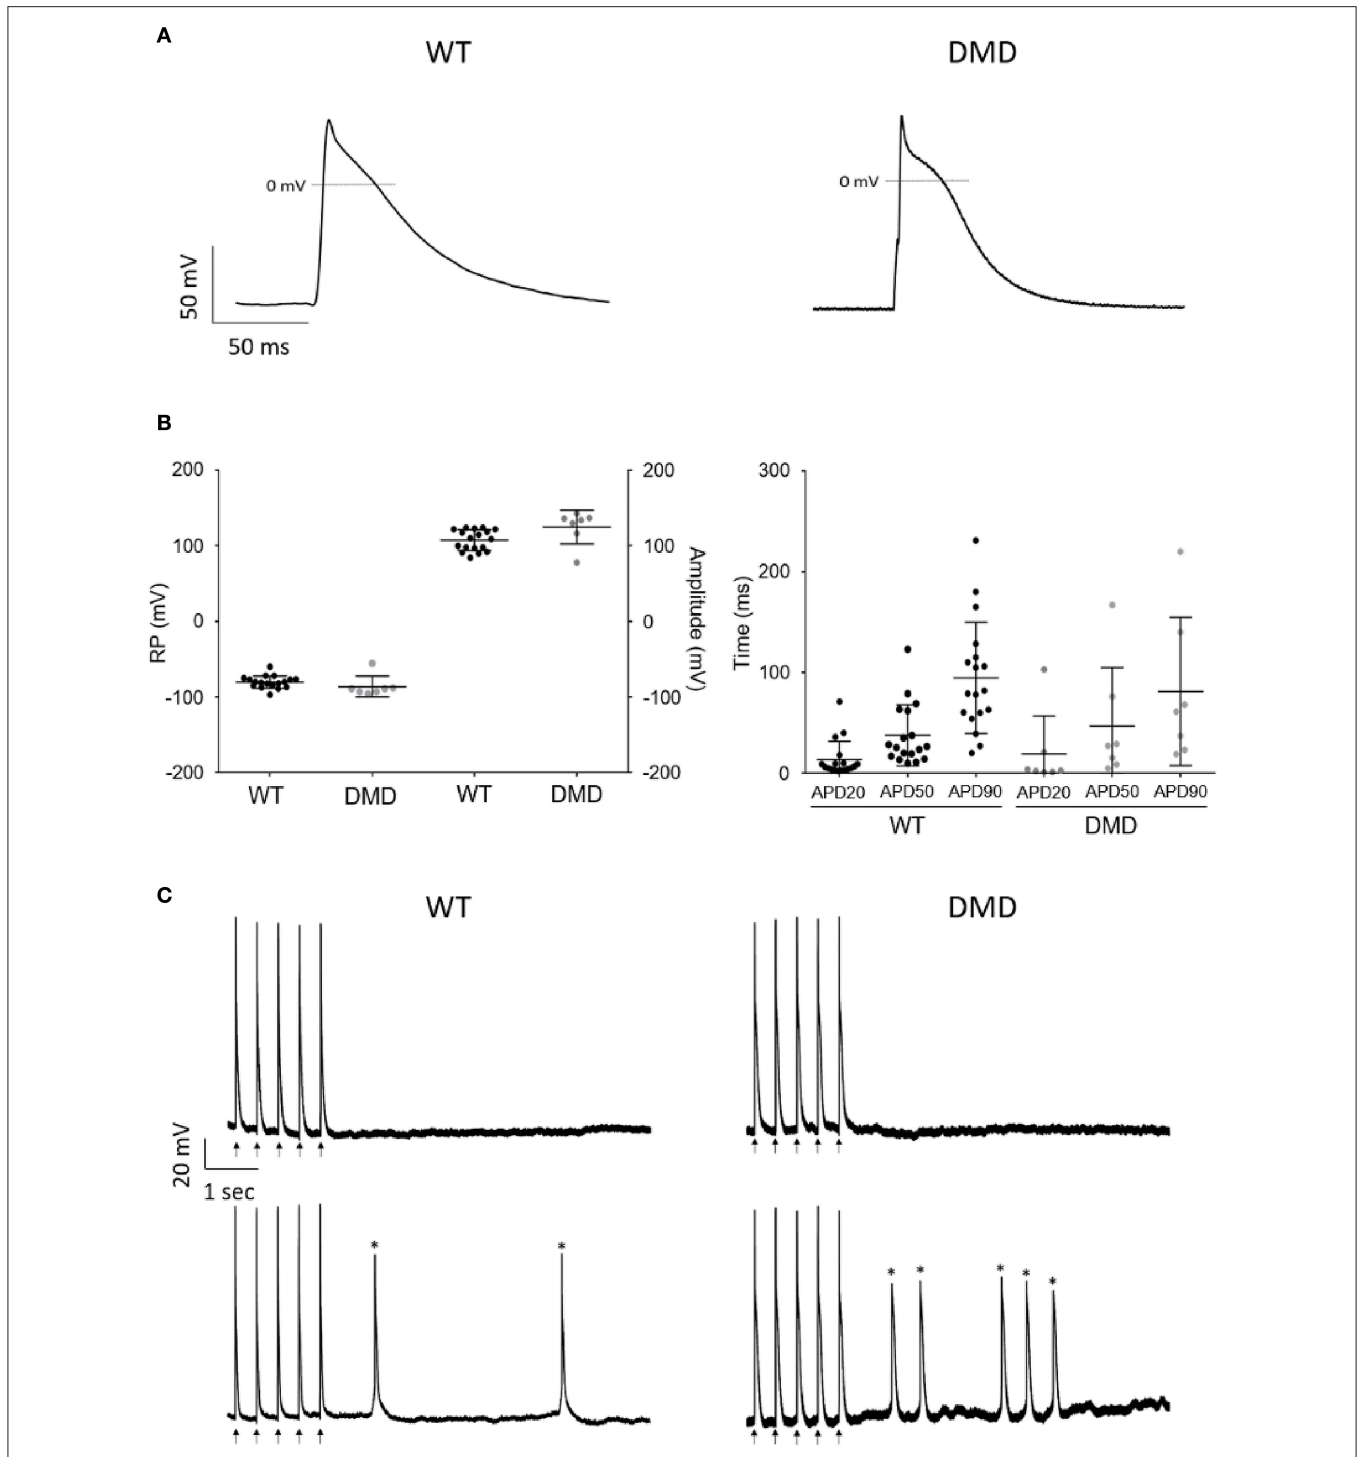 A
WT
DMD
0 mV
0 mV
50 mV
50 ms
B
200
100
0
-100
-200
RP (mV)
200
100
0
-100
-200
Amplitude (mV)
WT
DMD
WT
DMD
300
200
100
0
Time (ms)
APD20
APD50
APD90
APD20
APD50
APD90
WT
DMD
C
WT
DMD
20 mV
1 sec
* *
* * * * *